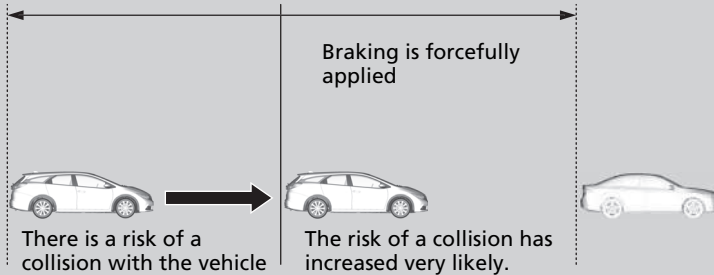 Braking is forcefully
applied
There is a risk of a
collision with the vehicle
The risk of a collision has
increased very likely.